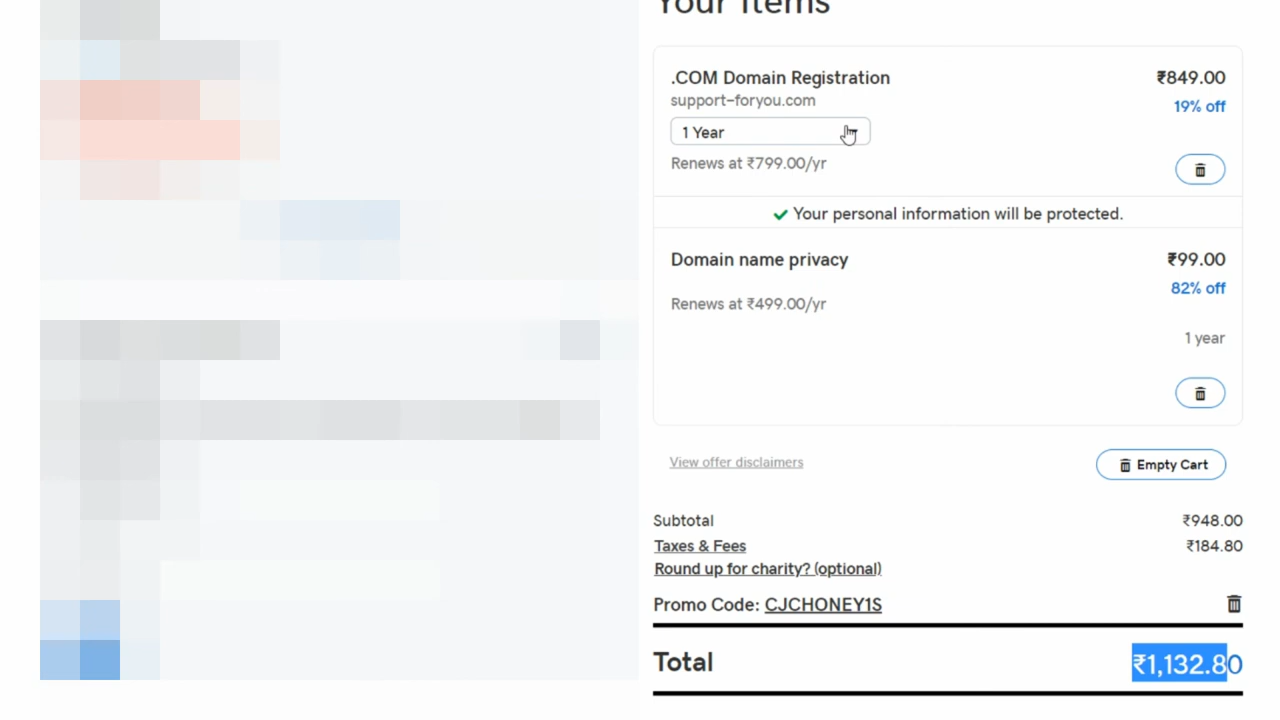 Your Items
.COM Domain Registration ₹849.00
support-foryou.com 19% off
1 Year
Renews at ₹799.00/yr
Your personal information will be protected.
Domain name privacy ₹99.00
82% off
Renews at ₹499.00/yr
1 year
View offer disclaimers Empty Cart
Subtotal ₹948.00
Taxes & Fees ₹184.80
Round up for charity? (optional)
Promo Code: CJCHONEY1S
Total ₹1,132.80